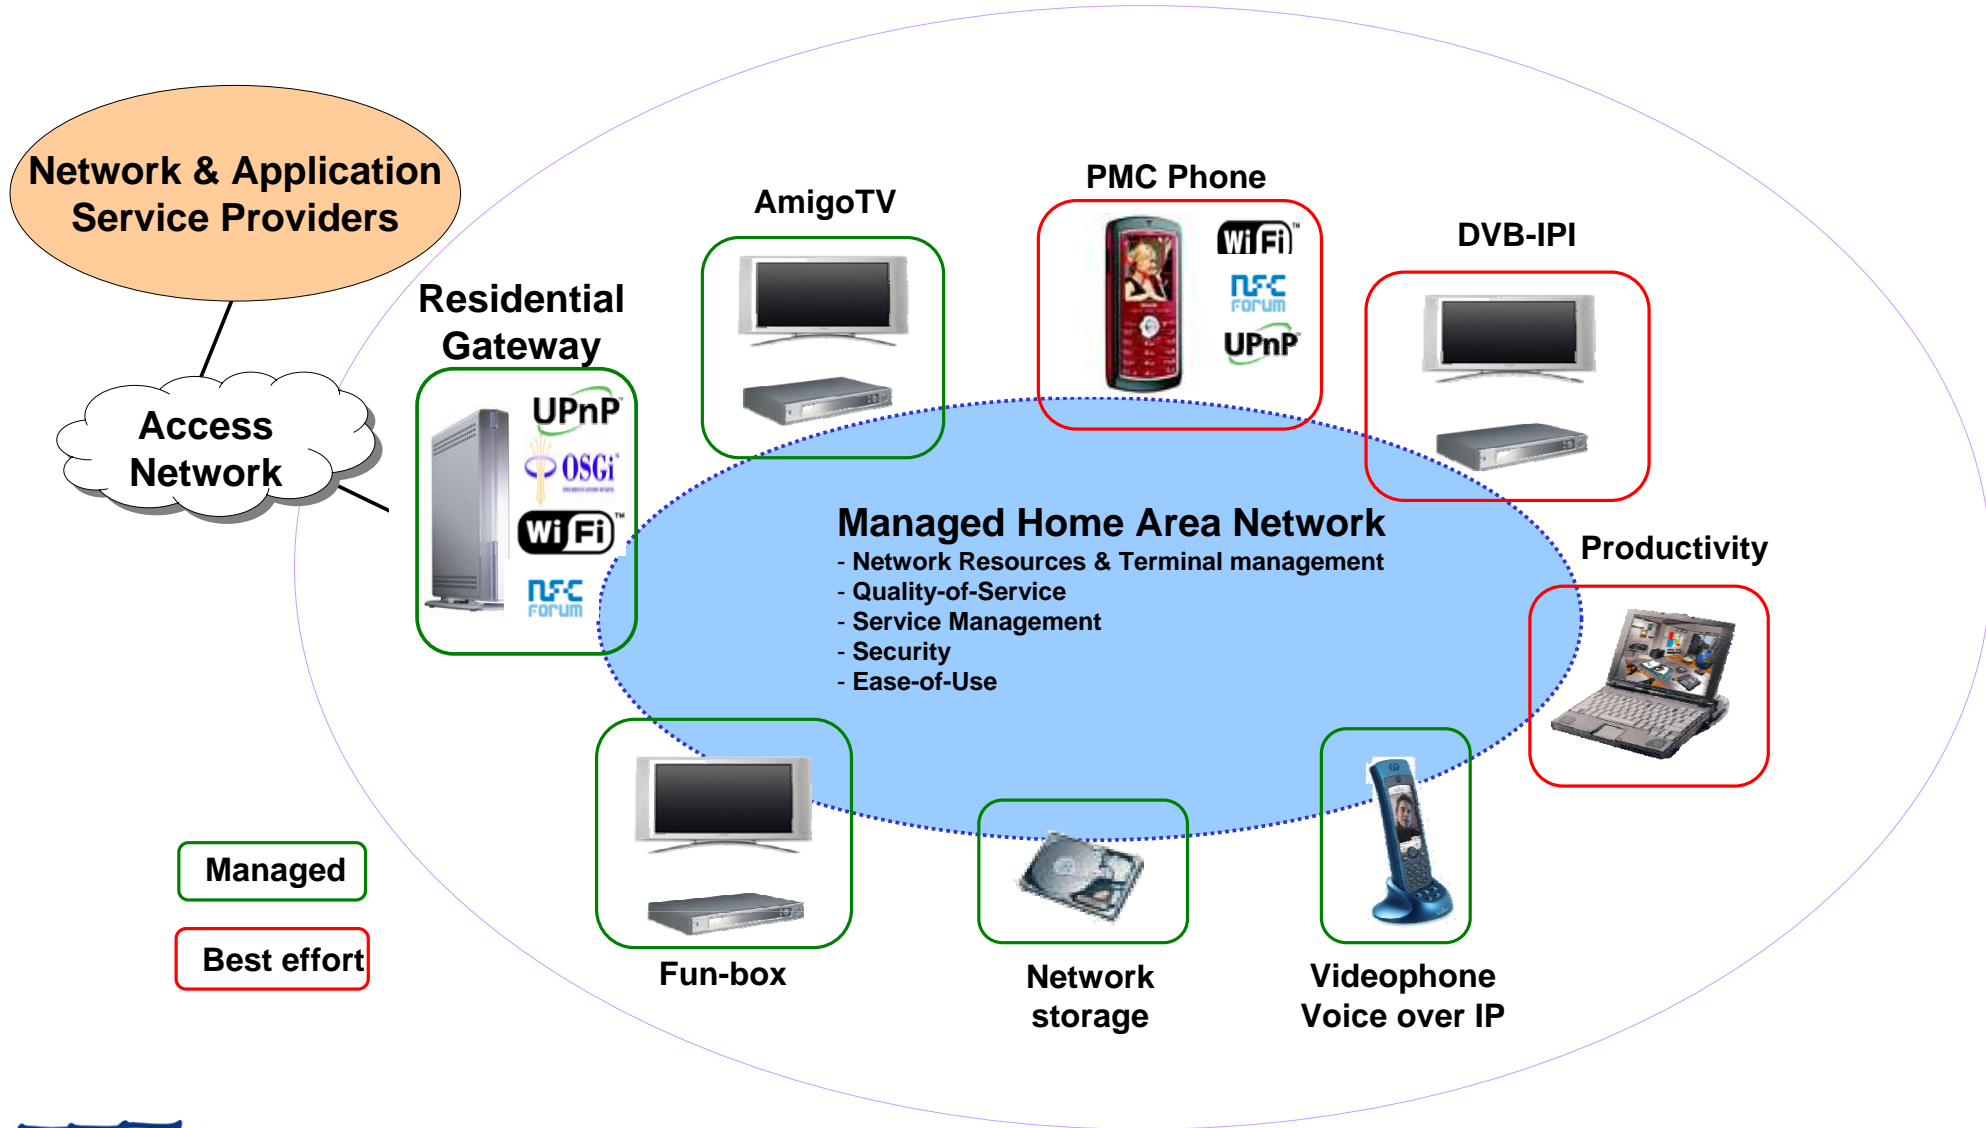 Network & Application
Service Providers
Access
Network
Residential
Gateway
UPnP
OSGi
WiFi™
NFC
Forum
AmigoTV
PMC Phone
WiFi™
NFC
Forum
UPnP
DVB-IPI
Managed Home Area Network
- Network Resources & Terminal management
- Quality-of-Service
- Service Management
- Security
- Ease-of-Use
Productivity
Fun-box
Network
storage
Videophone
Voice over IP
Managed
Best effort